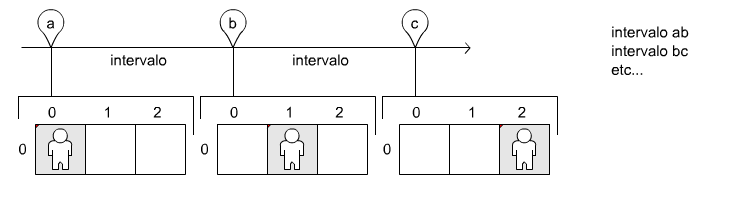 a b c
intervalo intervalo
intervalo ab
intervalo bc
etc...
0 1 2 0 1 2 0 1 2
0 0 0